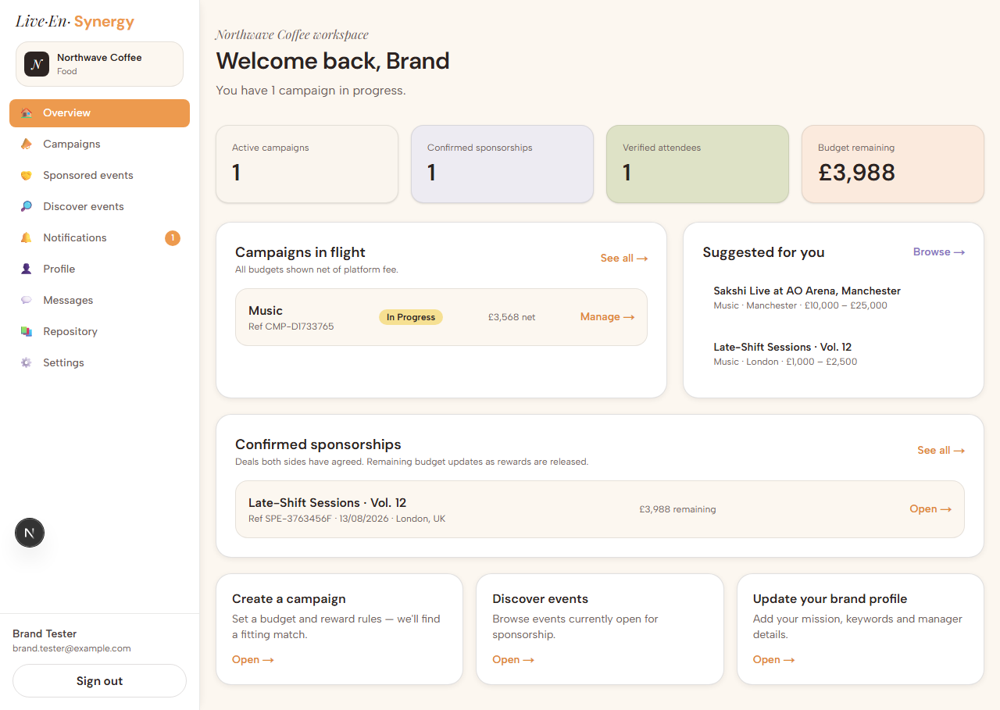 Live·En· Synergy
N
Northwave Coffee
Food
Overview
Campaigns
Sponsored events
Discover events
Notifications 1
Profile
Messages
Repository
Settings
N
Brand Tester
brand.tester@example.com
Sign out
Northwave Coffee workspace
Welcome back, Brand
You have 1 campaign in progress.
Active campaigns
1
Confirmed sponsorships
1
Verified attendees
1
Budget remaining
£3,988
Campaigns in flight
All budgets shown net of platform fee.
See all →
Music
Ref CMP-D1733765
In Progress
£3,568 net
Manage →
Suggested for you
Browse →
Sakshi Live at AO Arena, Manchester
Music · Manchester · £10,000 – £25,000
Late-Shift Sessions · Vol. 12
Music · London · £1,000 – £2,500
Confirmed sponsorships
Deals both sides have agreed. Remaining budget updates as rewards are released.
See all →
Late-Shift Sessions · Vol. 12
Ref SPE-3763456F · 13/08/2026 · London, UK
£3,988 remaining
Open →
Create a campaign
Set a budget and reward rules — we'll find
a fitting match.
Open →
Discover events
Browse events currently open for
sponsorship.
Open →
Update your brand profile
Add your mission, keywords and manager
details.
Open →